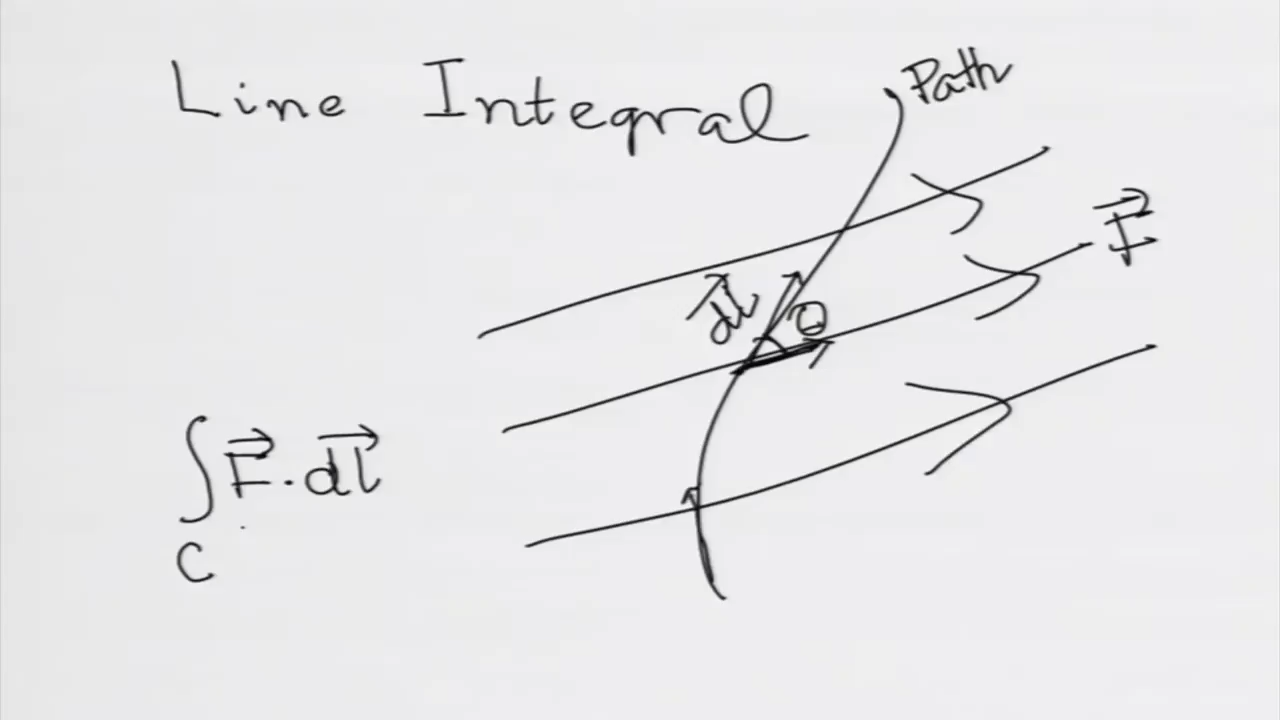 Line Integral
Path
F⃗
dl⃗
θ
∫ F⃗ . dl⃗
C